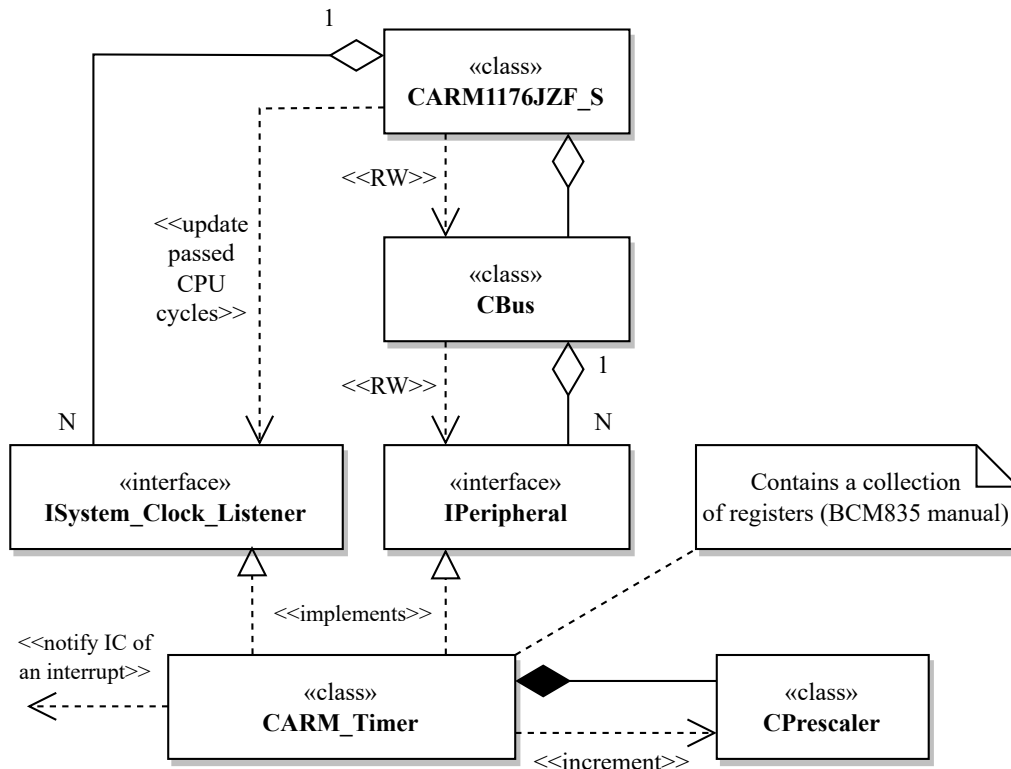 1
«class»
CARM1176JZF_S
<<RW>>
<<update
passed
CPU
cycles>>
«class»
CBus
1
<<RW>>
N
N
«interface»
ISystem_Clock_Listener
«interface»
IPeripheral
Contains a collection
of registers (BCM835 manual)
<<implements>>
<<notify IC of
an interrupt>>
«class»
CARM_Timer
«class»
CPrescaler
<<increment>>